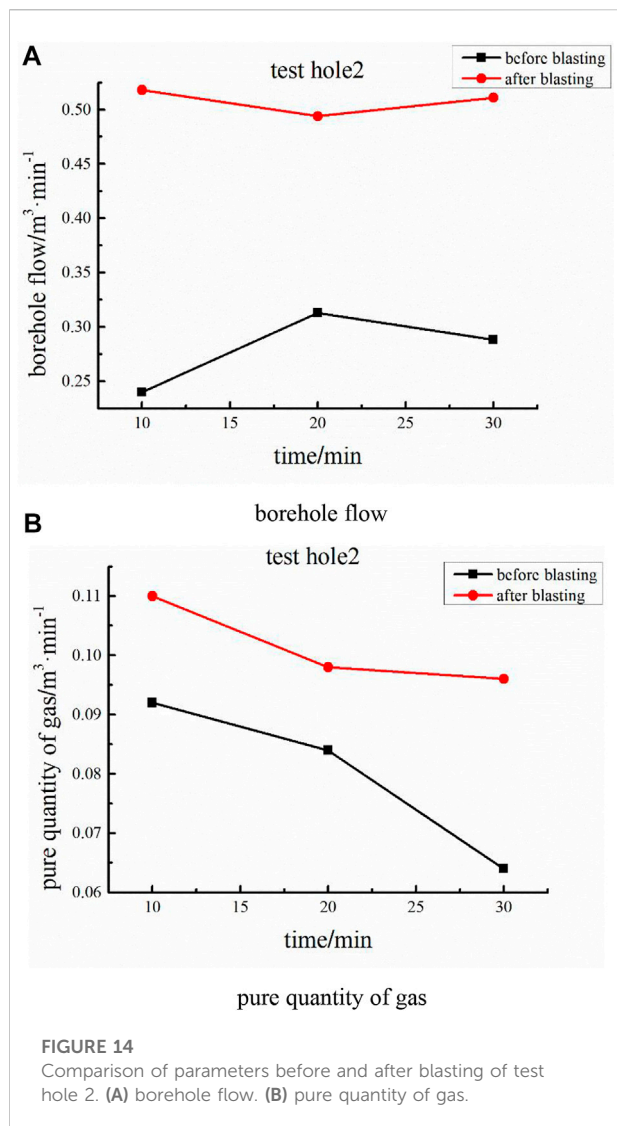 A
test hole2
before blasting
after blasting
0.50
0.45
0.40
0.35
0.30
0.25
borehole flow/m³·min⁻¹
10 15 20 25 30
time/min
borehole flow
B
test hole2
before blasting
after blasting
0.11
0.10
0.09
0.08
0.07
0.06
pure quantity of gas/m³·min⁻¹
10 15 20 25 30
time/min
pure quantity of gas
FIGURE 14
Comparison of parameters before and after blasting of test
hole 2. (A) borehole flow. (B) pure quantity of gas.